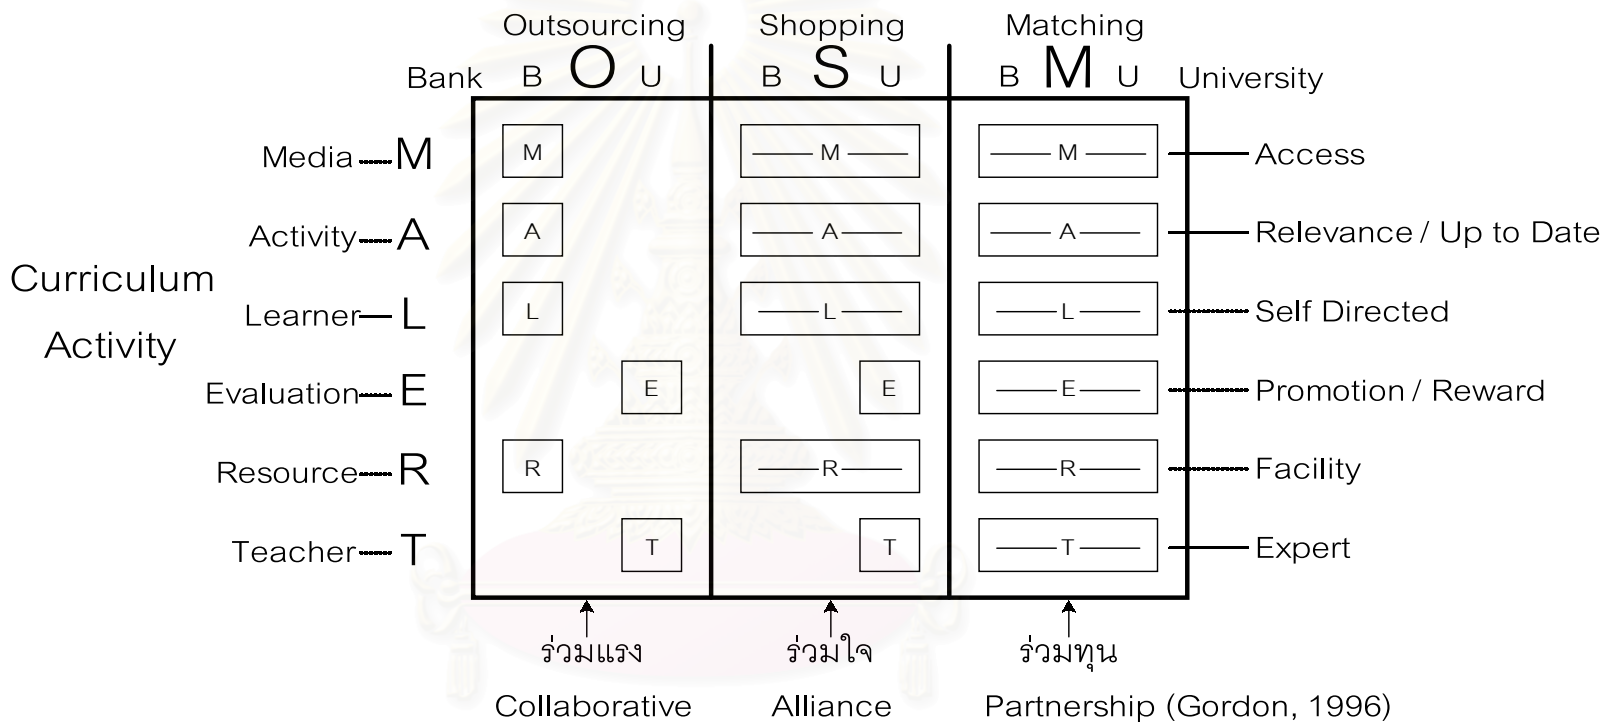 Outsourcing Shopping Matching
Bank B O U B S U B M U University
Media M M M M Access
Activity A A A A Relevance / Up to Date
Curriculum
Learner L L L L Self Directed
Activity
Evaluation E E E E Promotion / Reward
Resource R R R R Facility
Teacher T T T T Expert
ร่วมแรง ร่วมใจ ร่วมทุน
Collaborative Alliance Partnership (Gordon, 1996)